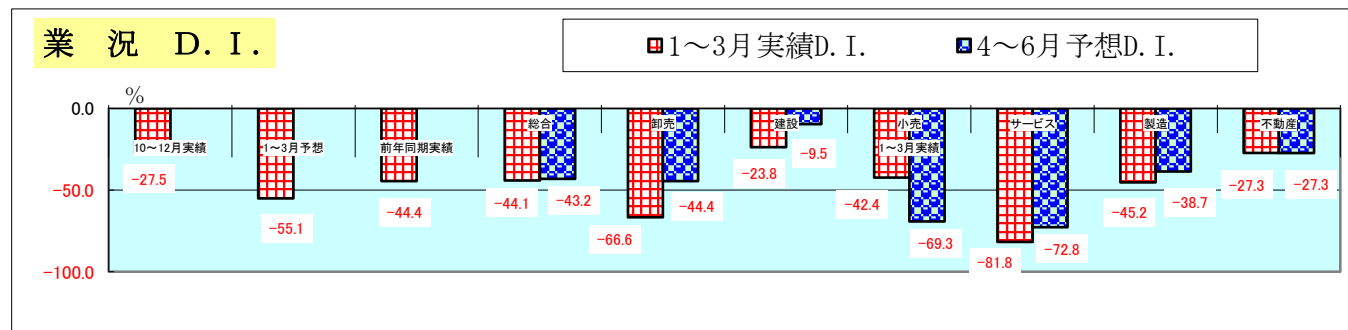 業 況 D.I.
1～3月実績D.I.
4～6月予想D.I.
%
0.0
-50.0
-100.0
総合
卸売
建設
小売
サービス
製造
不動産
10～12月実績
1～3月予想
前年同期実績
1～3月実績
-27.5
-55.1
-44.4
-44.1
-43.2
-66.6
-44.4
-23.8
-9.5
-42.4
-69.3
-81.8
-72.8
-45.2
-38.7
-27.3
-27.3